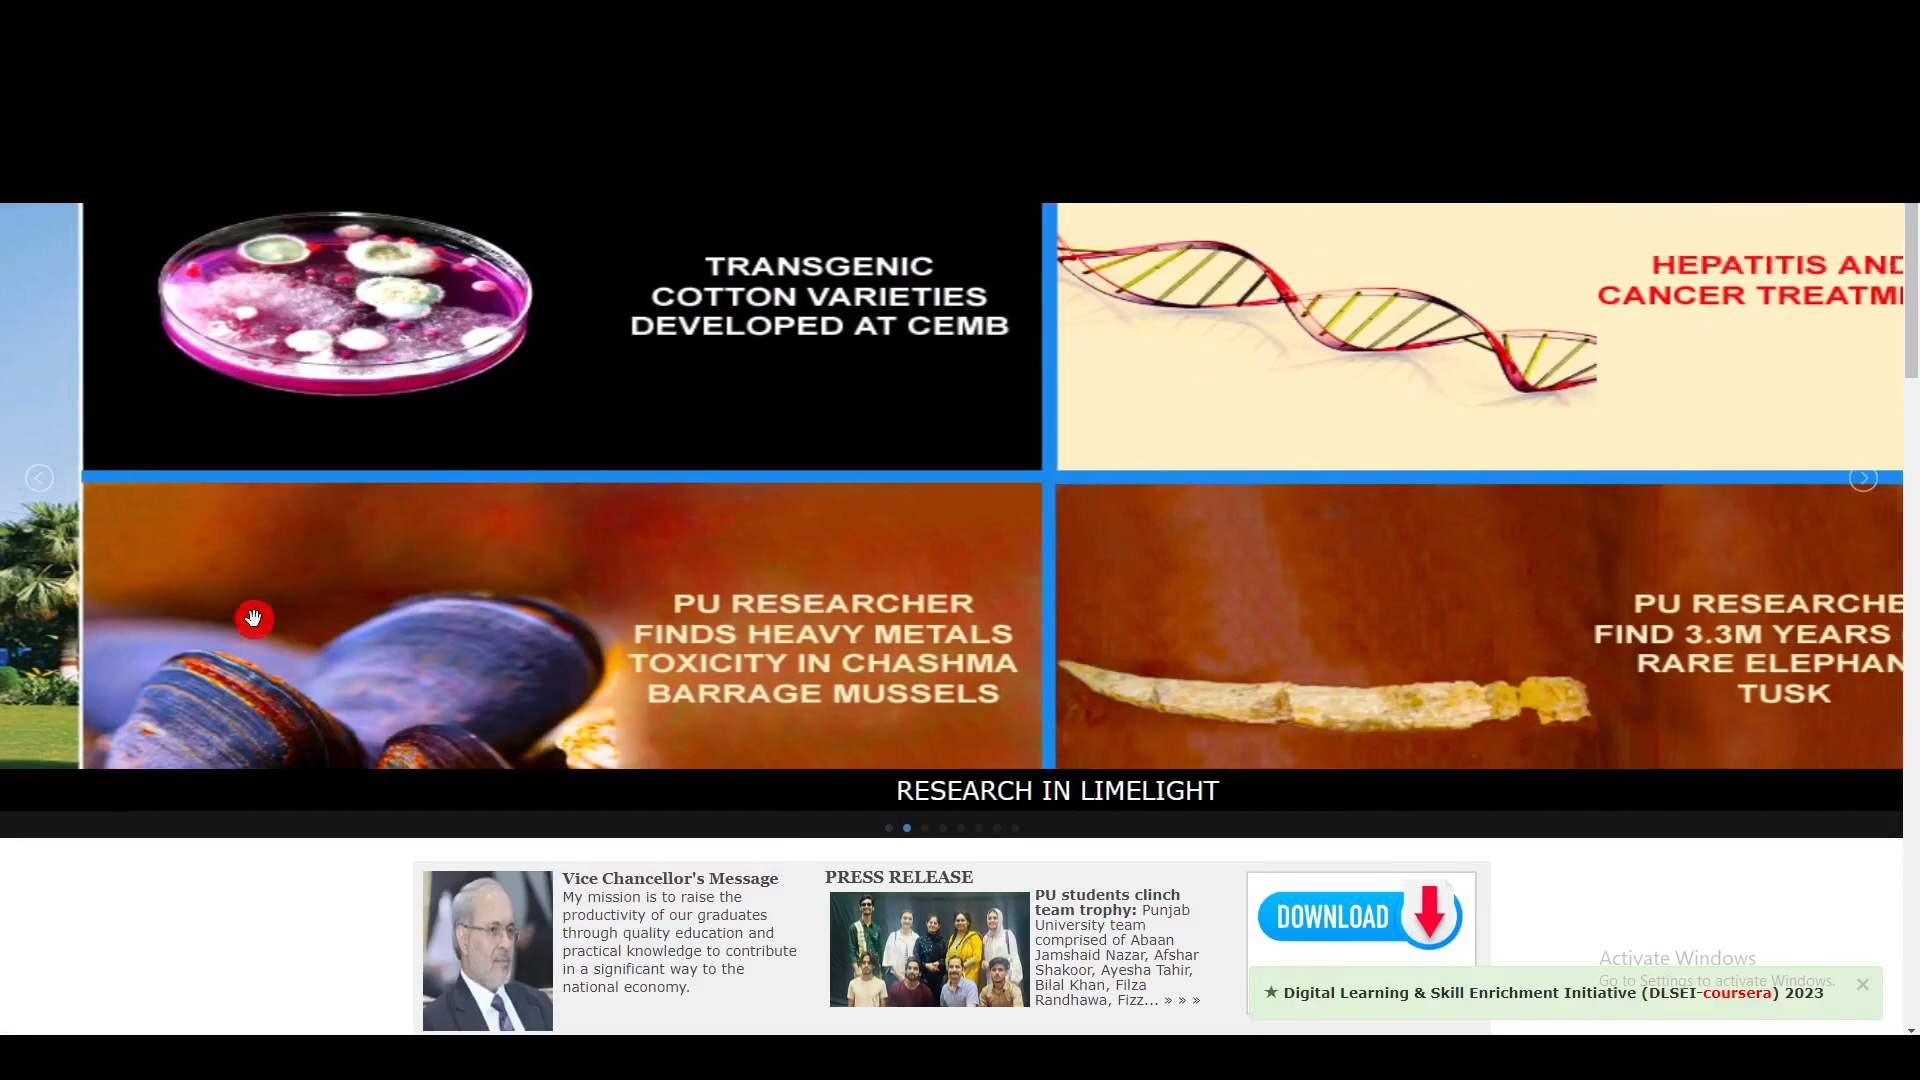 TRANSGENIC
COTTON VARIETIES
DEVELOPED AT CEMB
HEPATITIS AND
CANCER TREATM
PU RESEARCHER
FINDS HEAVY METALS
TOXICITY IN CHASHMA
BARRAGE MUSSELS
PU RESEARCHE
FIND 3.3M YEARS
RARE ELEPHAN
TUSK
RESEARCH IN LIMELIGHT
Vice Chancellor's Message
My mission is to raise the
productivity of our graduates
through quality education and
practical knowledge to contribute
in a significant way to the
national economy.
PRESS RELEASE
PU students clinch
team trophy: Punjab
University team
comprised of Abaan
Jamshaid Nazar, Afshar
Shakoor, Ayesha Tahir,
Bilal Khan, Filza
Randhawa, Fizz... » » »
DOWNLOAD
Activate Windows
Go to Settings to activate Windows.
★ Digital Learning & Skill Enrichment Initiative (DLSEI-coursera) 2023